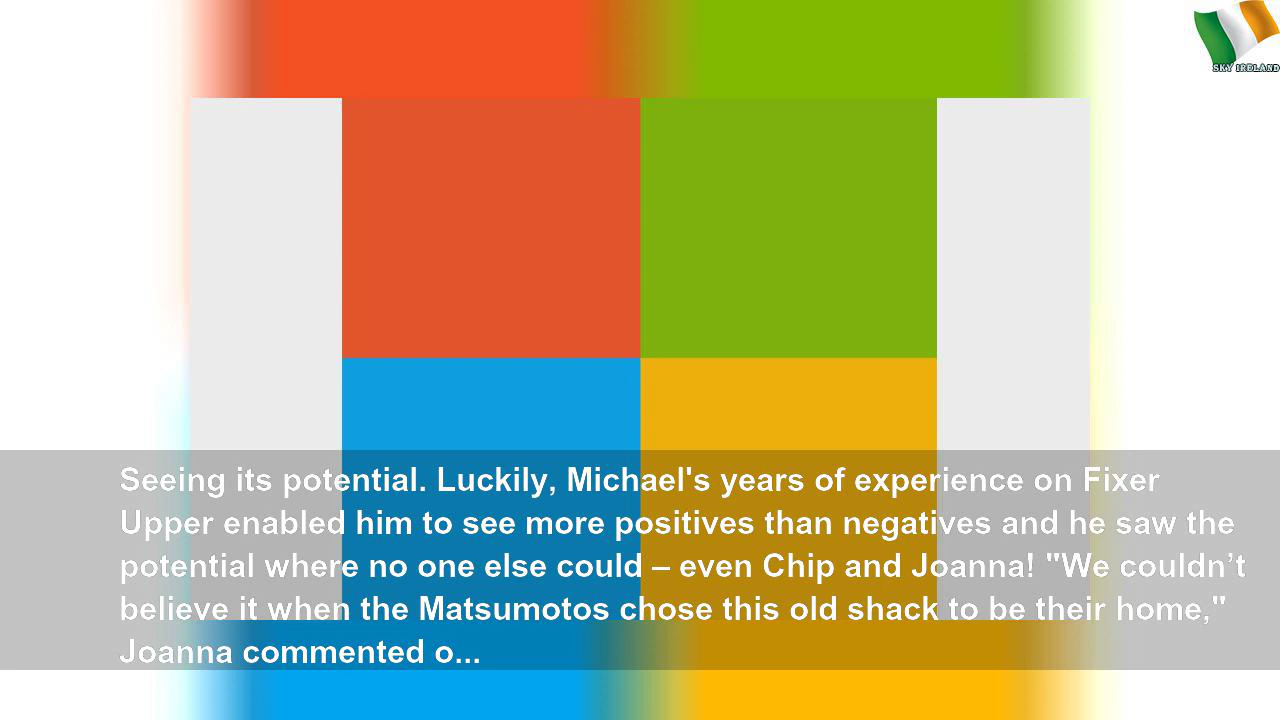 SKY IRELAND
Seeing its potential. Luckily, Michael's years of experience on Fixer
Upper enabled him to see more positives than negatives and he saw the
potential where no one else could – even Chip and Joanna! "We couldn’t
believe it when the Matsumotos chose this old shack to be their home,"
Joanna commented o...